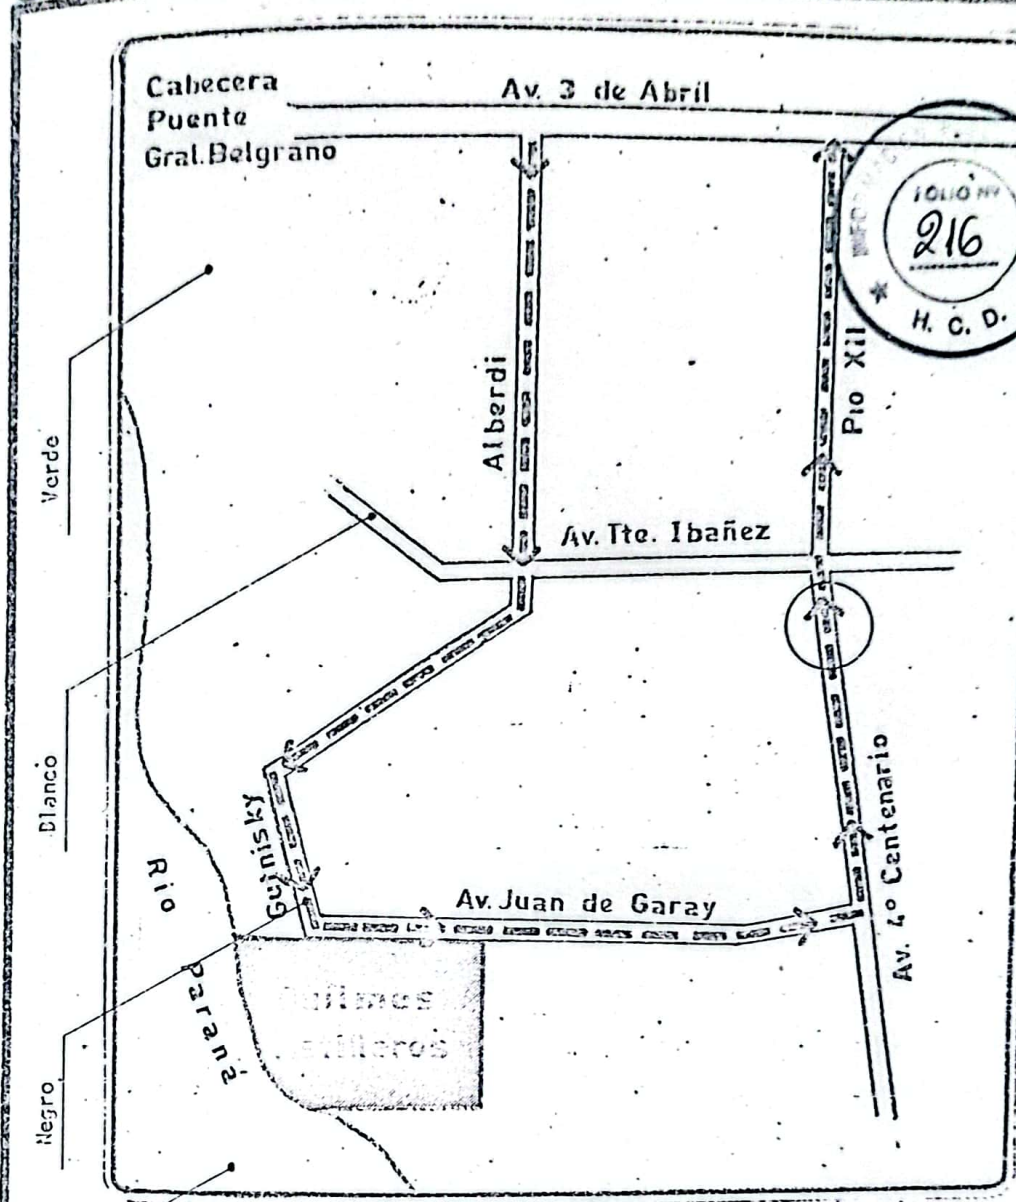 Cabecera
Puente
Gral. Belgrano
Av. 3 de Abril
FOLIO Nº
216
H. C. D.
Pio XII
Alberdi
Verde
Av. Tte. Ibañez
Blanco
Gutnisky
Av. 4º Centenario
Rio
Paraná
Av. Juan de Garay
Negro